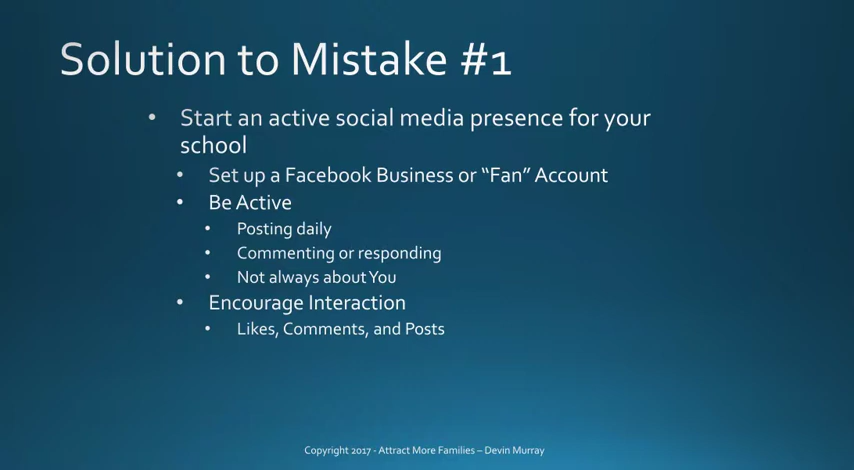 Solution to Mistake #1
• Start an active social media presence for your
school
• Set up a Facebook Business or “Fan” Account
• Be Active
• Posting daily
• Commenting or responding
• Not always about You
• Encourage Interaction
• Likes, Comments, and Posts
Copyright 2017 - Attract More Families – Devin Murray